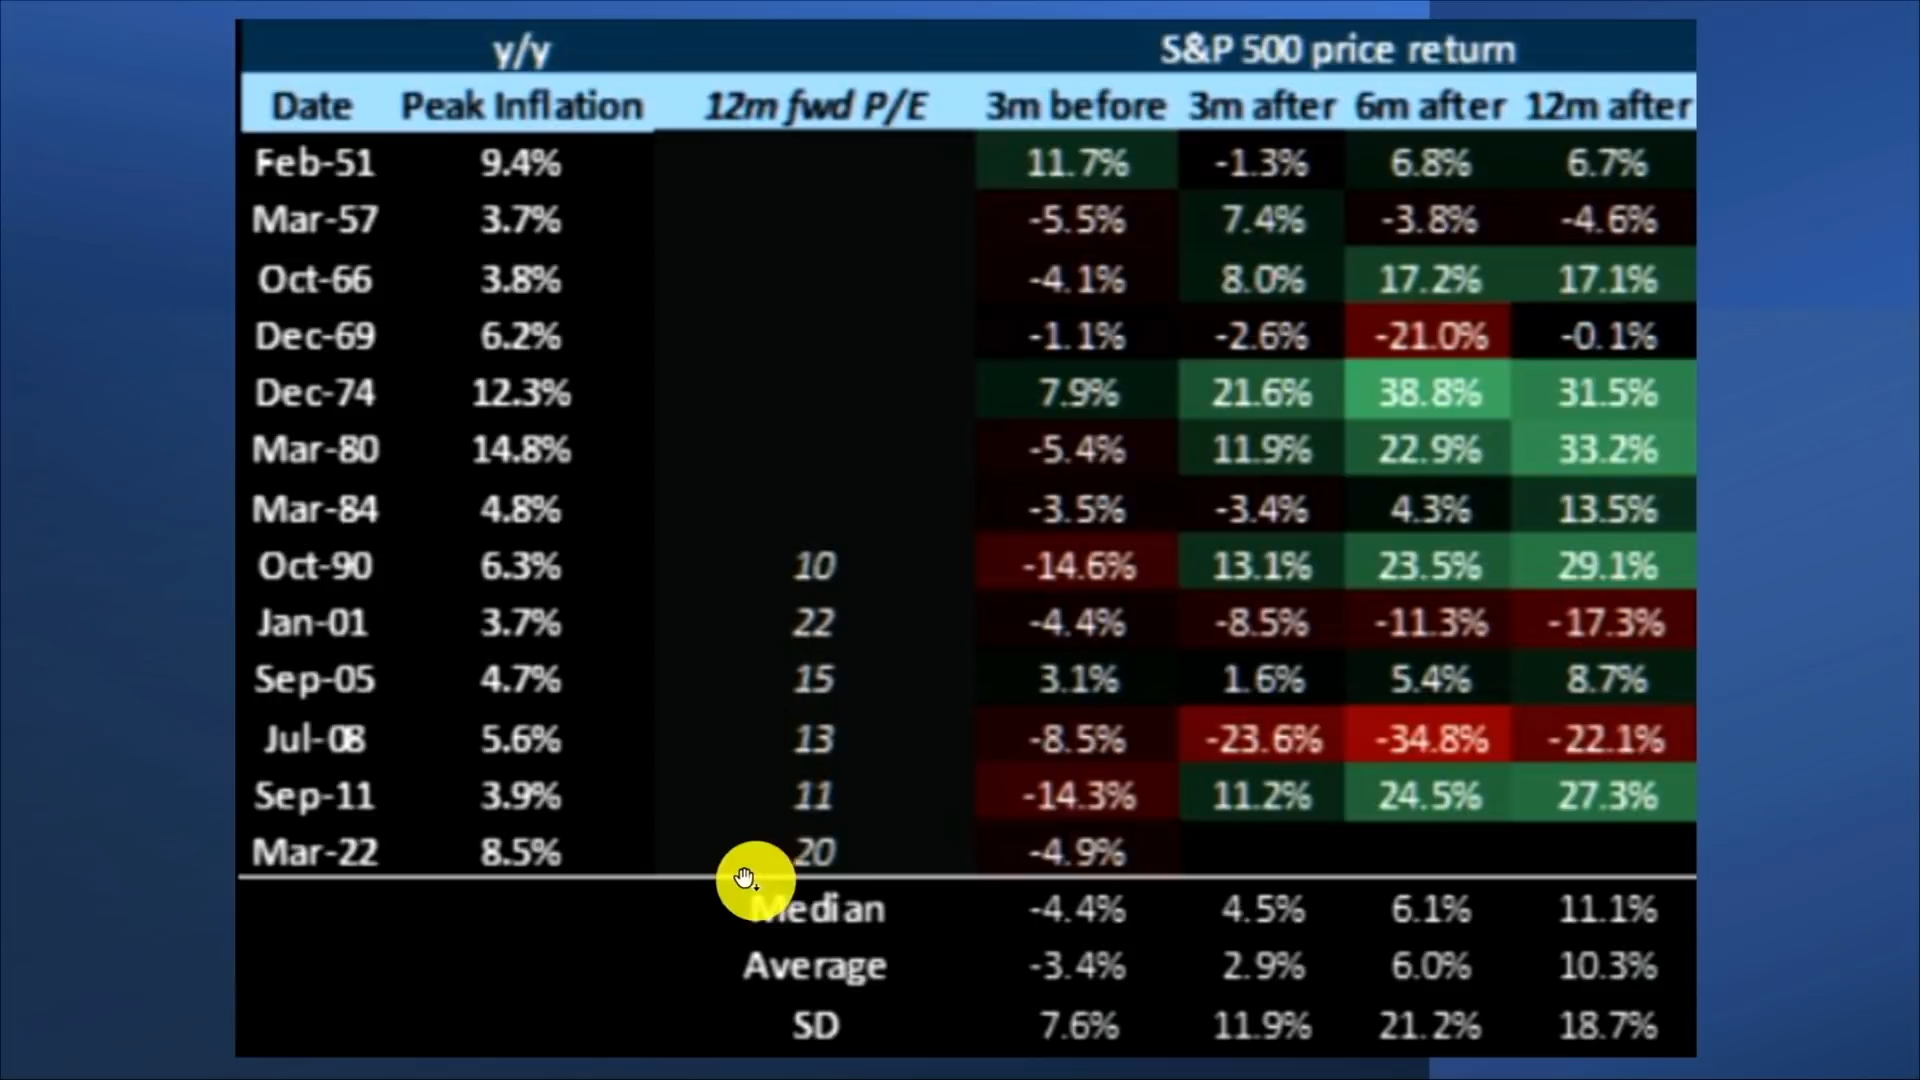 y/y S&P 500 price return
Date Peak Inflation 12m fwd P/E 3m before 3m after 6m after 12m after
Feb-51 9.4% 11.7% -1.3% 6.8% 6.7%
Mar-57 3.7% -5.5% 7.4% -3.8% -4.6%
Oct-66 3.8% -4.1% 8.0% 17.2% 17.1%
Dec-69 6.2% -1.1% -2.6% -21.0% -0.1%
Dec-74 12.3% 7.9% 21.6% 38.8% 31.5%
Mar-80 14.8% -5.4% 11.9% 22.9% 33.2%
Mar-84 4.8% -3.5% -3.4% 4.3% 13.5%
Oct-90 6.3% 10 -14.6% 13.1% 23.5% 29.1%
Jan-01 3.7% 22 -4.4% -8.5% -11.3% -17.3%
Sep-05 4.7% 15 3.1% 1.6% 5.4% 8.7%
Jul-08 5.6% 13 -8.5% -23.6% -34.8% -22.1%
Sep-11 3.9% 11 -14.3% 11.2% 24.5% 27.3%
Mar-22 8.5% 20 -4.9%
Median -4.4% 4.5% 6.1% 11.1%
Average -3.4% 2.9% 6.0% 10.3%
SD 7.6% 11.9% 21.2% 18.7%